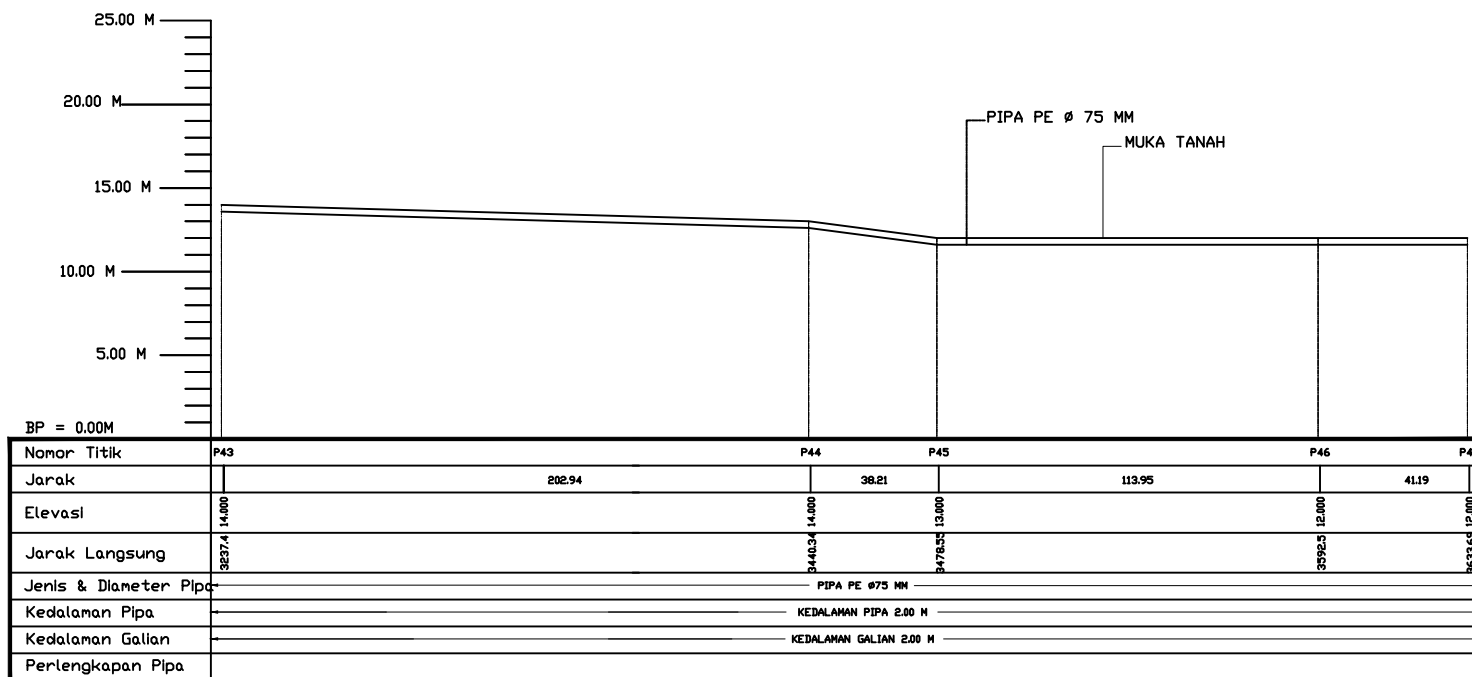 25.00 M
20.00 M
15.00 M
10.00 M
5.00 M
BP = 0.00M
PIPA PE Ø 75 MM
MUKA TANAH
Nomor Titik P43 P44 P45 P46 P4
Jarak 202.94 38.21 113.95 41.19
Elevasi 14.000 14.000 13.000 12.000 12.000
Jarak Langsung 3237.4 3440.34 3478.55 3592.5 3633.69
Jenis & Diameter Pipa PIPA PE Ø75 MM
Kedalaman Pipa KEDALAMAN PIPA 2.00 M
Kedalaman Galian KEDALAMAN GALIAN 2.00 M
Perlengkapan Pipa